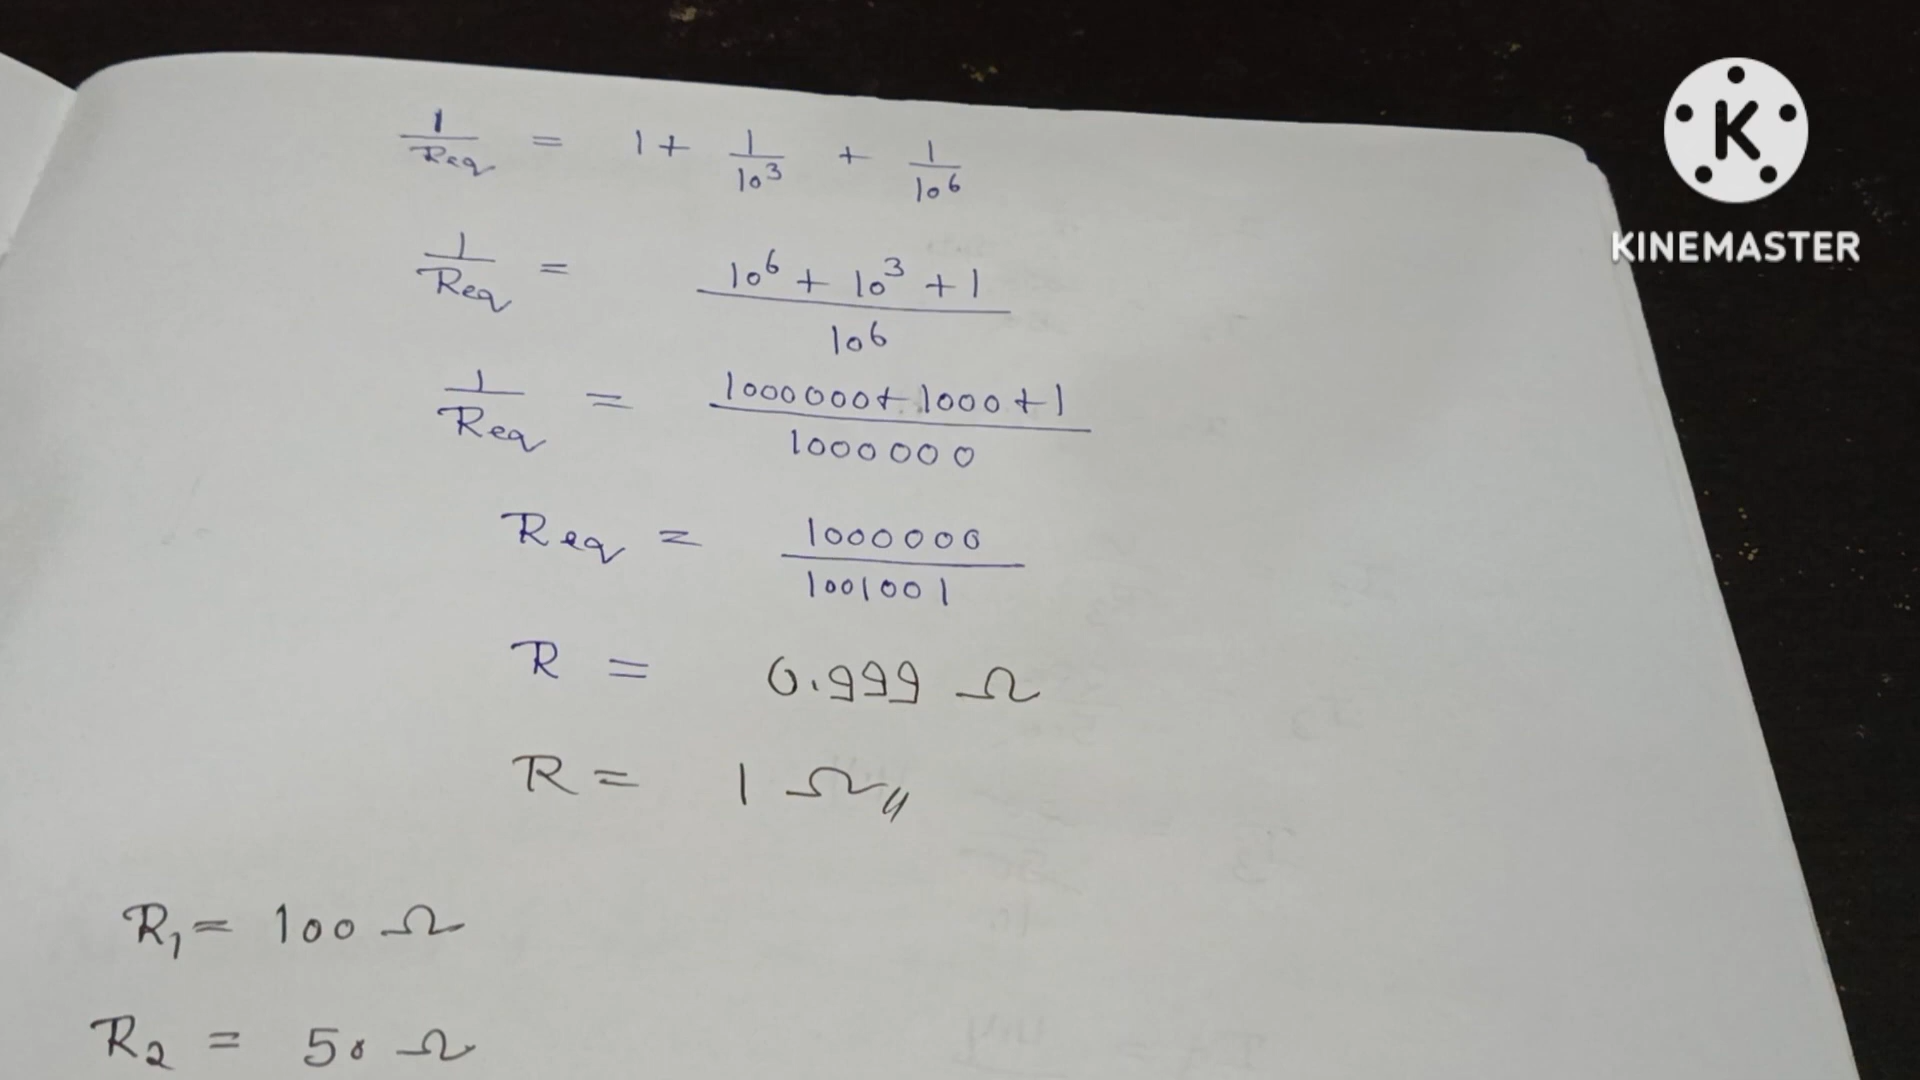 1/Req = 1 + 1/10³ + 1/10⁶
1/Req = (10⁶ + 10³ + 1)/10⁶
1/Req = (1000000 + 1000 + 1)/1000000
Req = 1000000/1001001
R = 0.999 Ω
R = 1 Ω
R₁ = 100 Ω
R₂ = 50 Ω
K
KINEMASTER